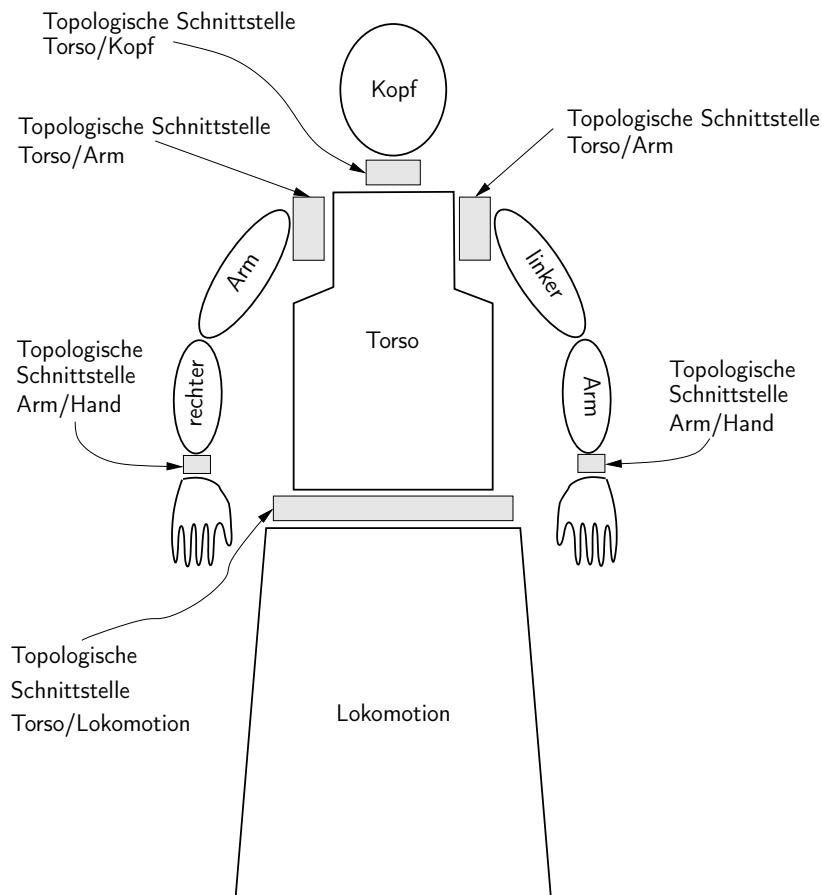 Topologische Schnittstelle
Torso/Kopf
Kopf
Topologische Schnittstelle
Torso/Arm
Topologische Schnittstelle
Torso/Arm
Arm
linker
Torso
Topologische
Schnittstelle
Arm/Hand
rechter
Arm
Topologische
Schnittstelle
Arm/Hand
Topologische
Schnittstelle
Torso/Lokomotion
Lokomotion